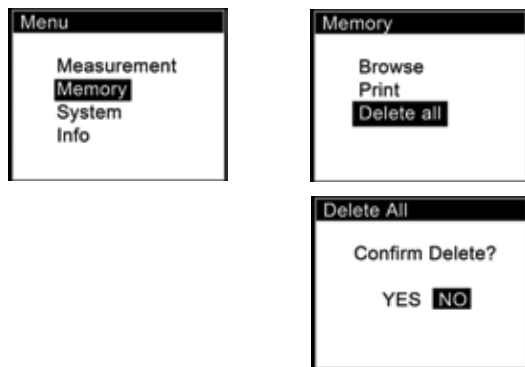 Menu
Measurement
Memory
System
Info
Memory
Browse
Print
Delete all
Delete All
Confirm Delete?
YES NO